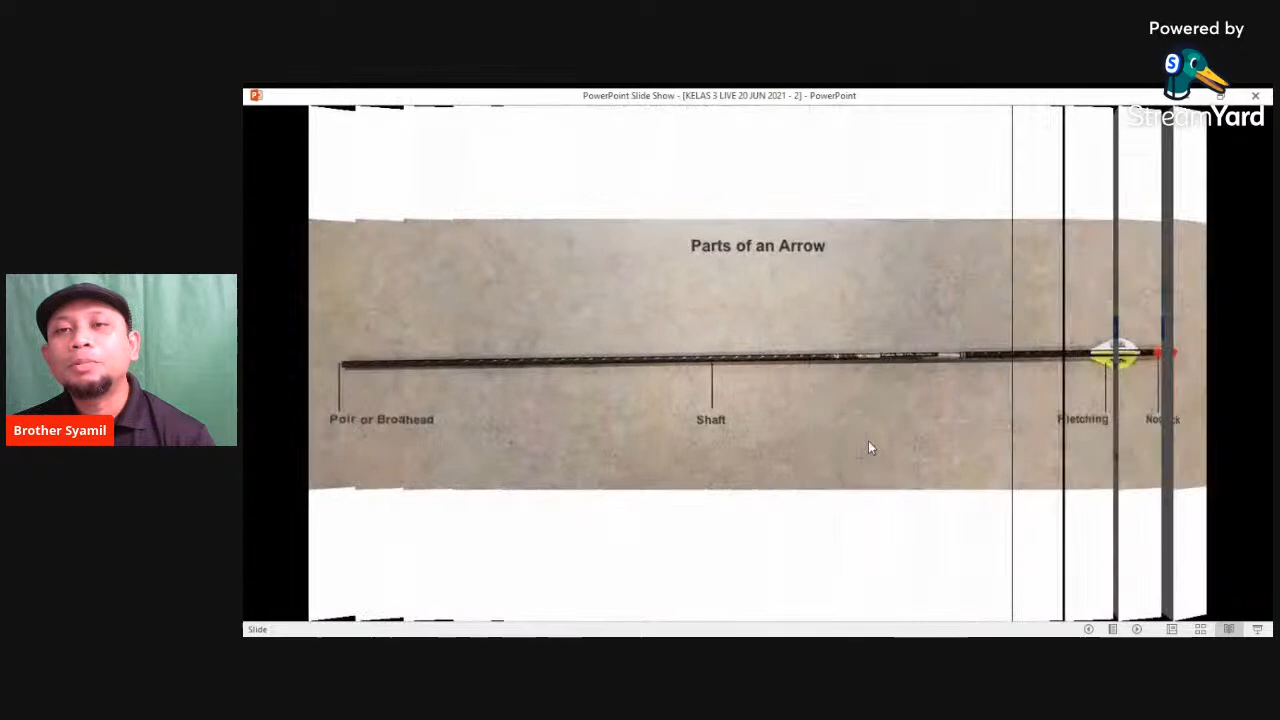 Powered by
S
StreamYard
PowerPoint Slide Show - [KELAS 3 LIVE 20 JUN 2021 - 2] - PowerPoint
Parts of an Arrow
or Broadhead
Shaft
Fletching
Brother Syamil
Slide